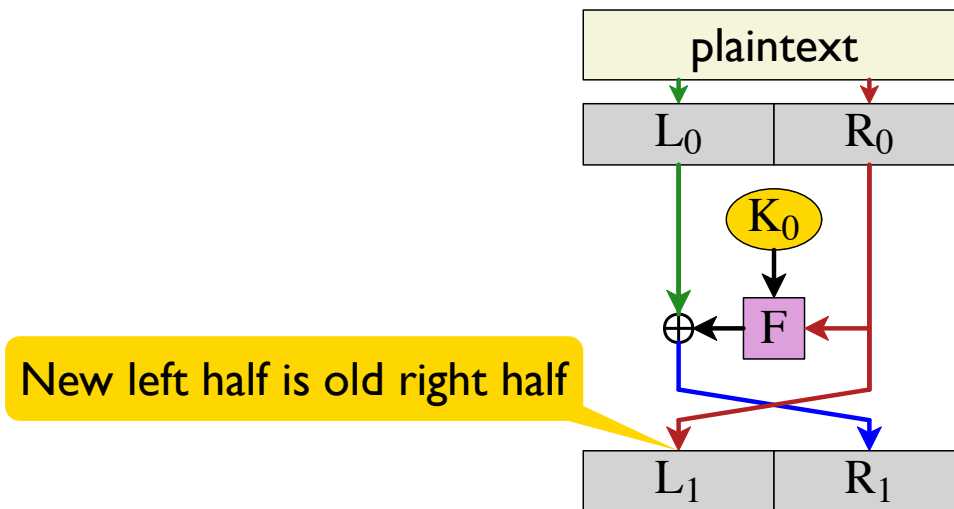 plaintext
L₀ R₀
K₀
⊕ F
New left half is old right half
L₁ R₁